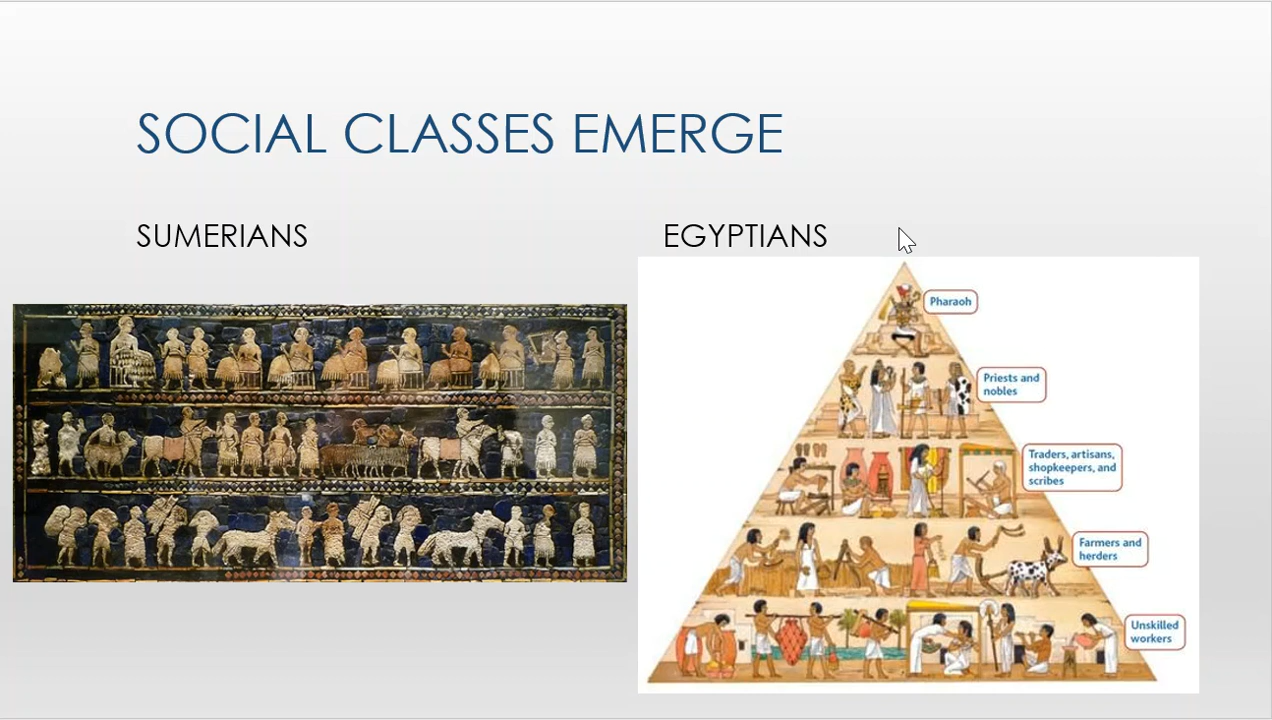 SOCIAL CLASSES EMERGE
SUMERIANS
EGYPTIANS
Pharaoh
Priests and
nobles
Traders, artisans,
shopkeepers, and
scribes
Farmers and
herders
Unskilled
workers